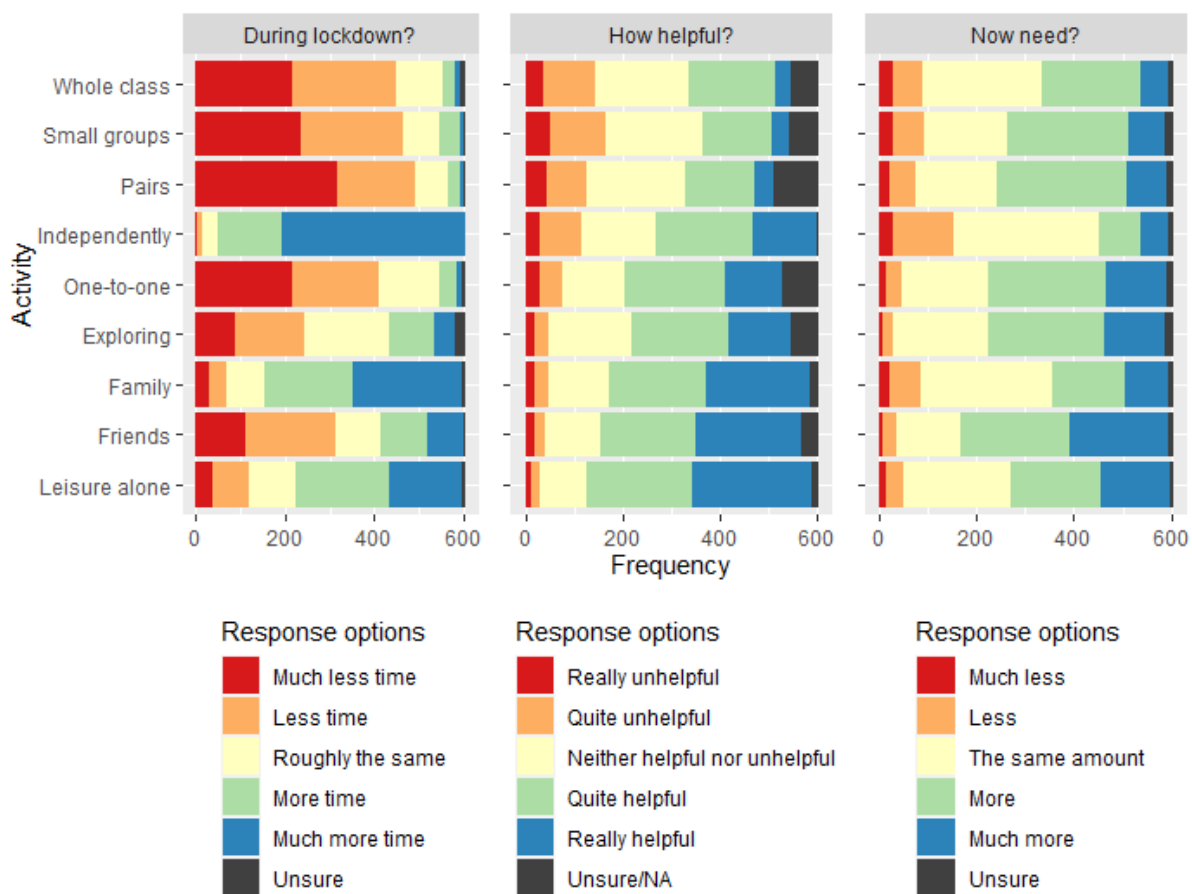 During lockdown? How helpful? Now need?
Whole class
Small groups
Pairs
Independently
One-to-one
Exploring
Family
Friends
Leisure alone
Activity
0 200 400 600 0 200 400 600 0 200 400 600
Frequency
Response options Response options Response options
Much less time Really unhelpful Much less
Less time Quite unhelpful Less
Roughly the same Neither helpful nor unhelpful The same amount
More time Quite helpful More
Much more time Really helpful Much more
Unsure Unsure/NA Unsure